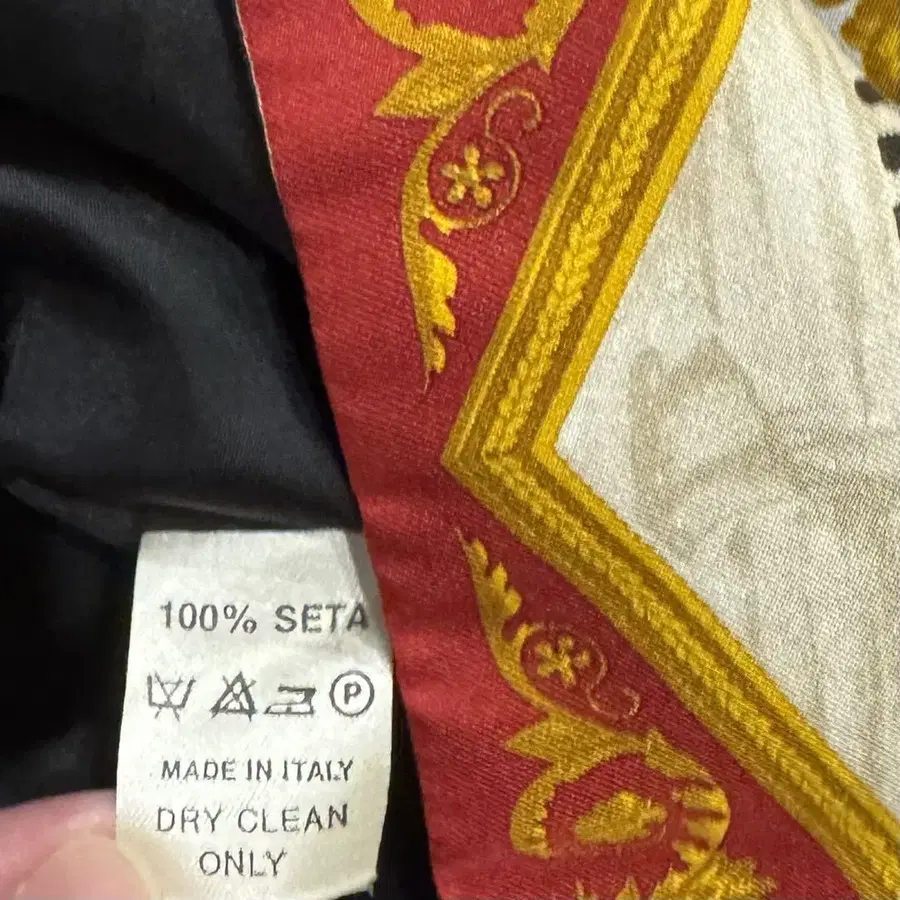 100% SETA
P
MADE IN ITALY
DRY CLEAN
ONLY